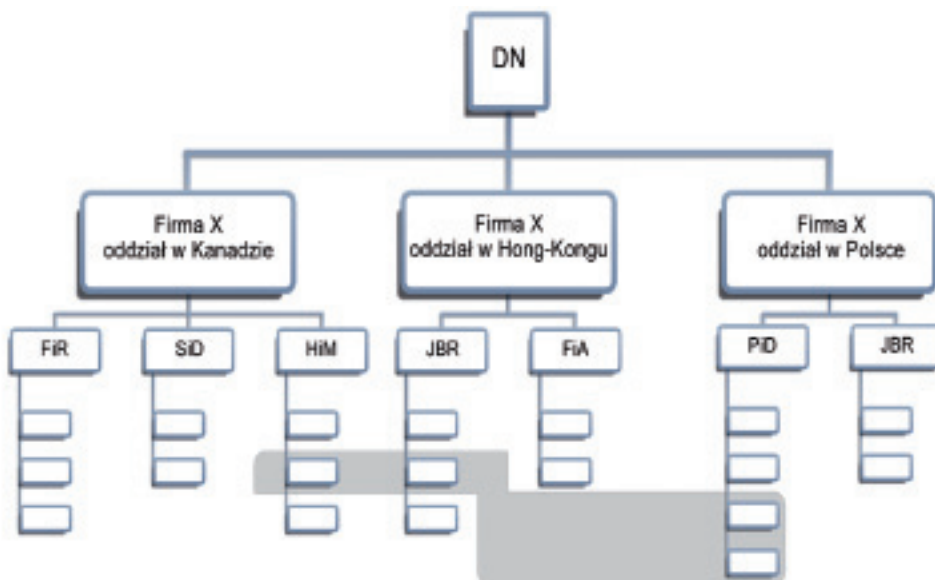 DN
Firma X
oddział w Kanadzie
Firma X
oddział w Hong-Kongu
Firma X
oddział w Polsce
FiR
SiD
HiM
JBR
FiA
PiD
JBR